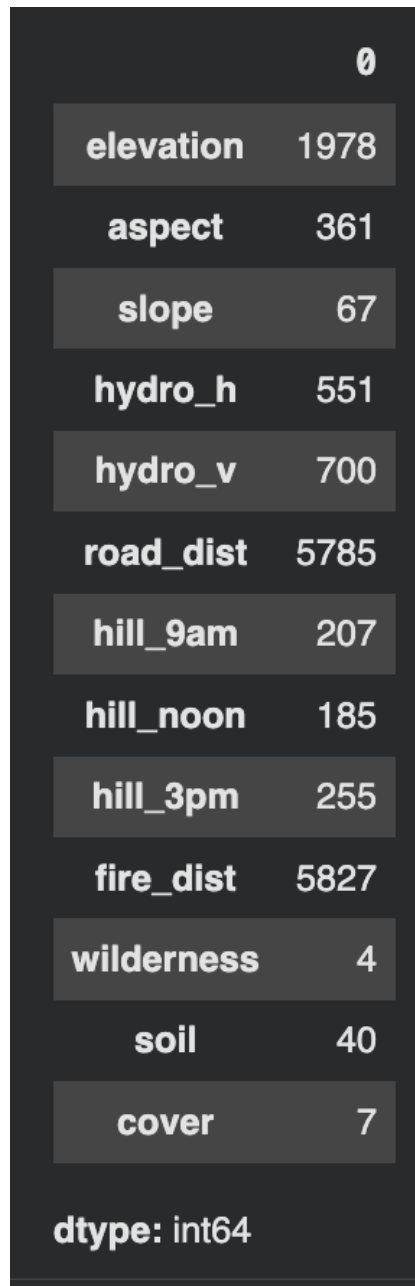 0
elevation 1978
aspect 361
slope 67
hydro_h 551
hydro_v 700
road_dist 5785
hill_9am 207
hill_noon 185
hill_3pm 255
fire_dist 5827
wilderness 4
soil 40
cover 7
dtype: int64